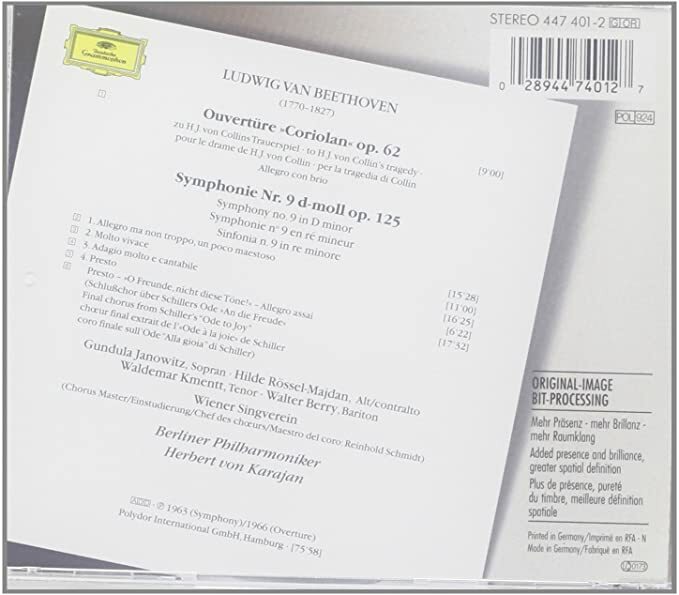 Deutsche
Grammophon
STEREO 447 401-2 GI OR
0 28944 74012 7
POL 924
LUDWIG VAN BEETHOVEN
(1770-1827)
1 Ouvertüre »Coriolan« op. 62
zu H.J. von Collins Trauerspiel · to H.J. von Collin's tragedy ·
pour le drame de H.J. von Collin · per la tragedia di Collin
Allegro con brio [9'00]
Symphonie Nr. 9 d-moll op. 125
Symphony no. 9 in D minor
Symphonie n° 9 en ré mineur
Sinfonia n. 9 in re minore
2 1. Allegro ma non troppo, un poco maestoso [15'28]
3 2. Molto vivace [11'00]
4 3. Adagio molto e cantabile [16'25]
5 4. Presto [6'22]
6 Presto – »O Freunde, nicht diese Töne!« – Allegro assai [17'32]
(Schlußchor über Schillers Ode »An die Freude«
Final chorus from Schiller's "Ode to Joy"
chœur final extrait de l'«Ode à la joie» de Schiller
coro finale sull'Ode "Alla gioia" di Schiller)
Gundula Janowitz, Sopran · Hilde Rössel-Majdan, Alt/contralto
Waldemar Kmentt, Tenor · Walter Berry, Bariton
Wiener Singverein
(Chorus Master/Einstudierung/Chef des chœurs/Maestro del coro: Reinhold Schmidt)
Berliner Philharmoniker
Herbert von Karajan
ADD · ℗ 1963 (Symphony)/1966 (Overture)
Polydor International GmbH, Hamburg · [75'58]
ORIGINAL-IMAGE
BIT-PROCESSING
Mehr Präsenz - mehr Brillanz -
mehr Raumklang
Added presence and brilliance,
greater spatial definition
Plus de présence, pureté
du timbre, meilleure définition
spatiale
Printed in Germany/Imprimé en RFA - N
Made in Germany/Fabriqué en RFA
0173